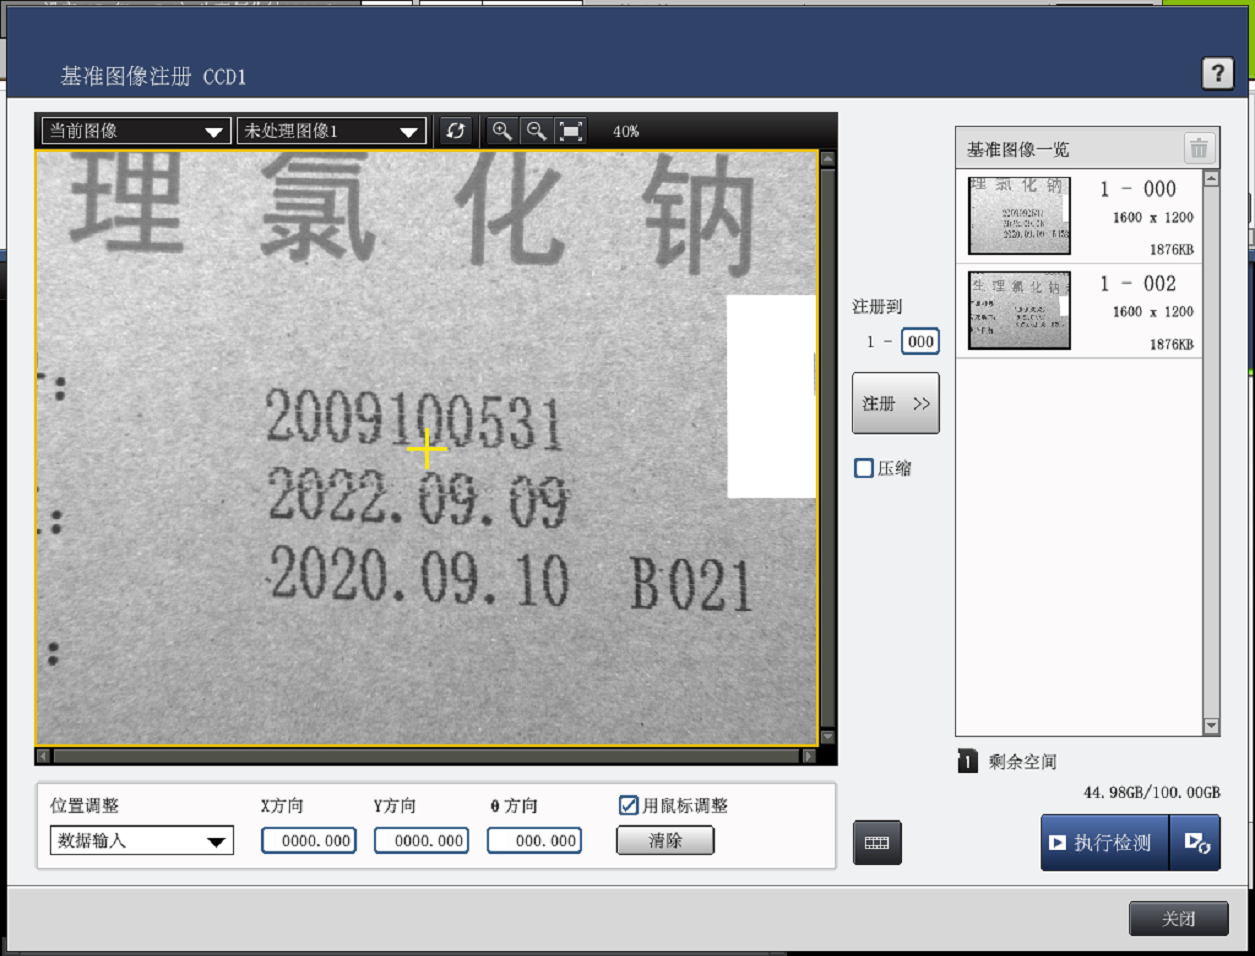 基准图像注册 CCD1
?
当前图像
未处理图像1
40%
理 氯 化 钠
2009100531
2022.09.09
2020.09.10 B021
注册到
1 - 000
注册 >>
压缩
基准图像一览
1 - 000
1600 x 1200
1876KB
1 - 002
1600 x 1200
1876KB
1 剩余空间
44.98GB/100.00GB
位置调整
X方向
Y方向
θ方向
用鼠标调整
数据输入
0000.000
0000.000
000.000
清除
执行检测
关闭